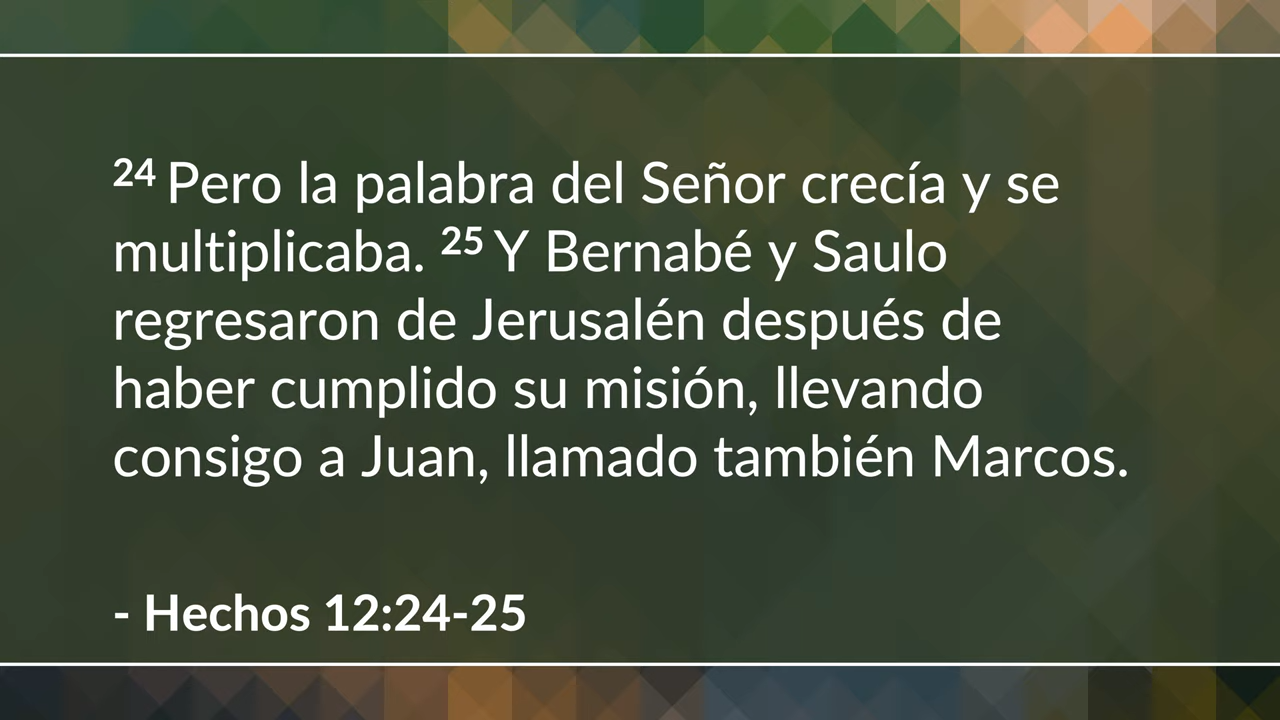 24 Pero la palabra del Señor crecía y se
multiplicaba. 25 Y Bernabé y Saulo
regresaron de Jerusalén después de
haber cumplido su misión, llevando
consigo a Juan, llamado también Marcos.
- Hechos 12:24-25